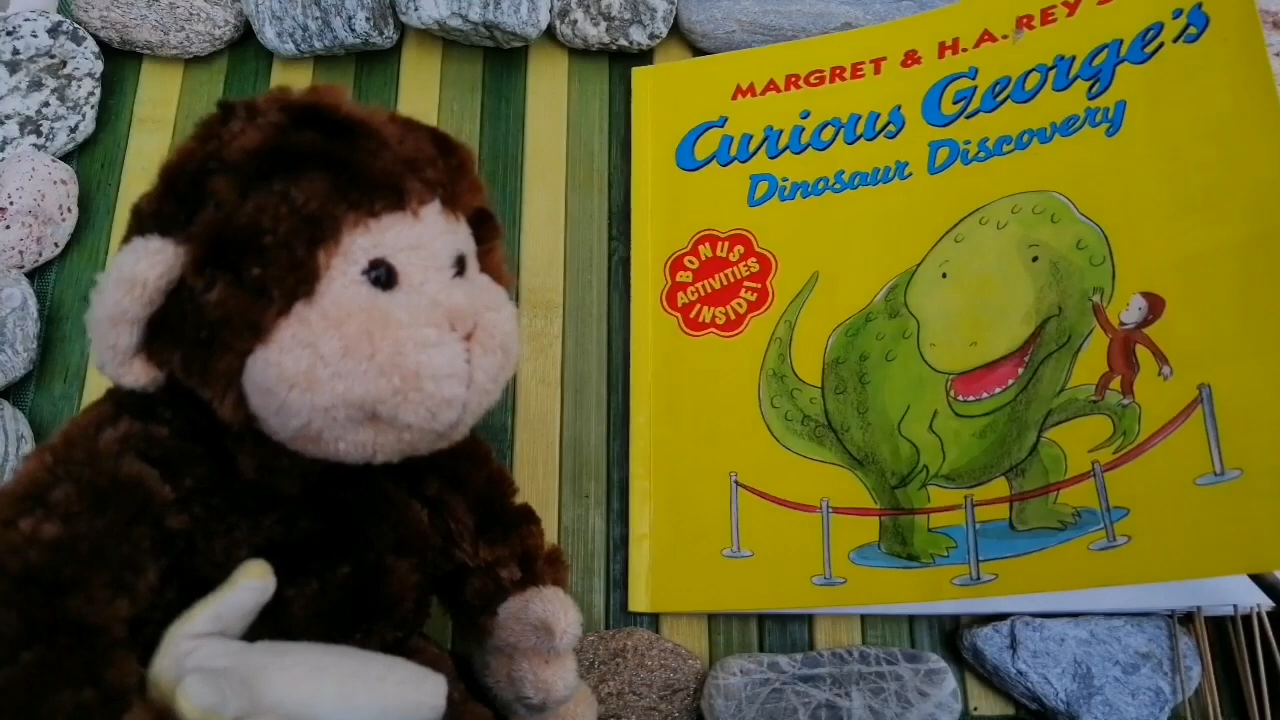 MARGRET & H.A. REY'S
Curious George's
Dinosaur Discovery
BONUS
ACTIVITIES
INSIDE!